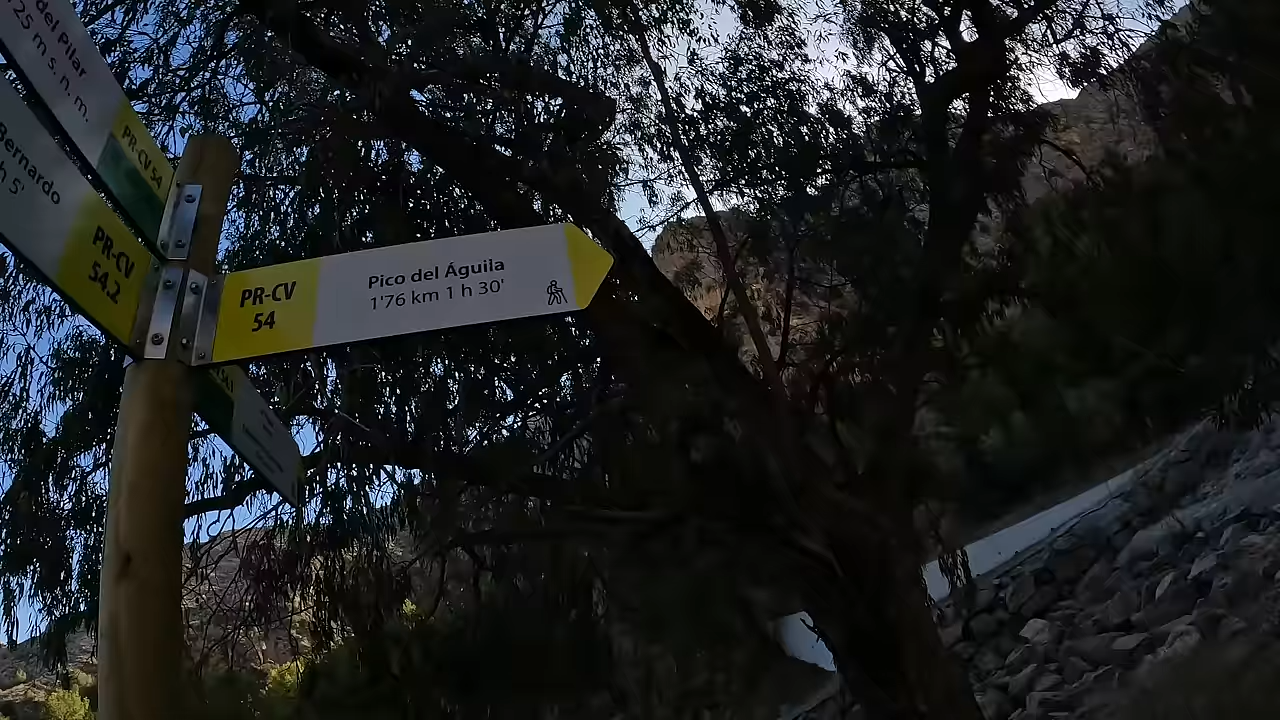 del Pilar
25 m. s. n. m.
PR-CV 54
Bernardo
h 5'
PR-CV
54.2
PR-CV
54
Pico del Águila
1'76 km 1 h 30'